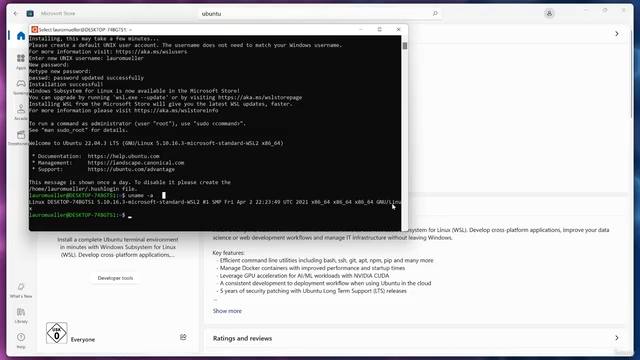 Microsoft Store
ubuntu
Select lauromueller@DESKTOP-74BGTS1: ~
Installing, this may take a few minutes...
Please create a default UNIX user account. The username does not need to match your Windows username.
For more information visit: https://aka.ms/wslusers
Enter new UNIX username: lauromueller
New password:
Retype new password:
passwd: password updated successfully
Installation successful!
Windows Subsystem for Linux is now available in the Microsoft Store!
You can upgrade by running 'wsl.exe --update' or by visiting https://aka.ms/wslstorepage
Installing WSL from the Microsoft Store will give you the latest WSL updates, faster.
For more information please visit https://aka.ms/wslstoreinfo
To run a command as administrator (user "root"), use "sudo <command>".
See "man sudo_root" for details.
Welcome to Ubuntu 22.04.3 LTS (GNU/Linux 5.10.16.3-microsoft-standard-WSL2 x86_64)
* Documentation: https://help.ubuntu.com
* Management: https://landscape.canonical.com
* Support: https://ubuntu.com/advantage
This message is shown once a day. To disable it please create the
/home/lauromueller/.hushlogin file.
lauromueller@DESKTOP-74BGTS1:~$ uname -a
Linux DESKTOP-74BGTS1 5.10.16.3-microsoft-standard-WSL2 #1 SMP Fri Apr 2 22:23:49 UTC 2021 x86_64 x86_64 x86_64 GNU/Linu
x
lauromueller@DESKTOP-74BGTS1:~$
Home
Apps
Gaming
Arcade
What's New
Library
Help
Install a complete Ubuntu terminal environment
in minutes with Windows Subsystem for Linux
(WSL). Develop cross-platform applications,
Developer tools
Everyone
Develop cross-platform applications, improve your data
science or web development workflows and manage IT infrastructure without leaving Windows.
Key features:
• Efficient command line utilities including bash, ssh, git, apt, npm, pip and many more
• Manage Docker containers with improved performance and startup times
• Leverage GPU acceleration for AI/ML workloads with NVIDIA CUDA
• A consistent development to deployment workflow when using Ubuntu in the cloud
• 5 years of security patching with Ubuntu Long Term Support (LTS) releases
...
Show more
Ratings and reviews